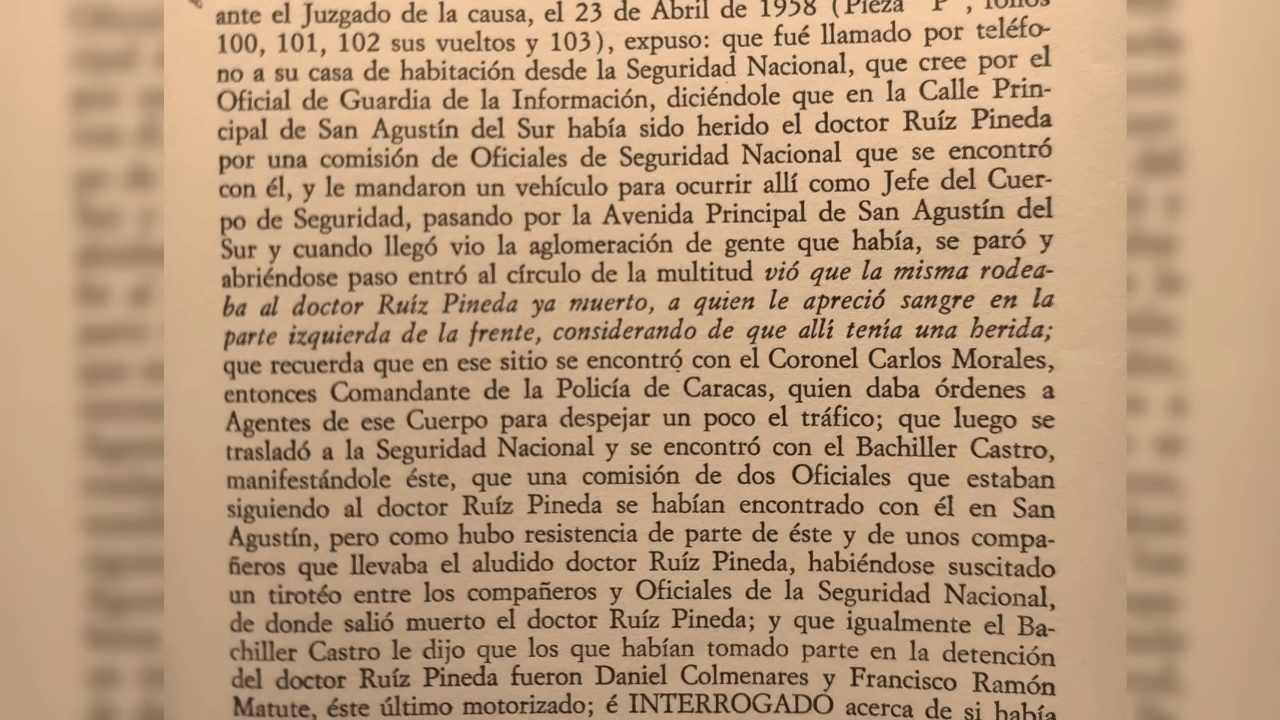 ante el Juzgado de la causa, el 23 de Abril de 1958 (Pieza "P", folios
100, 101, 102 sus vueltos y 103), expuso: que fué llamado por teléfo-
no a su casa de habitación desde la Seguridad Nacional, que cree por el
Oficial de Guardia de la Información, diciéndole que en la Calle Prin-
cipal de San Agustín del Sur había sido herido el doctor Ruíz Pineda
por una comisión de Oficiales de Seguridad Nacional que se encontró
con él, y le mandaron un vehículo para ocurrir allí como Jefe del Cuer-
po de Seguridad, pasando por la Avenida Principal de San Agustín del
Sur y cuando llegó vio la aglomeración de gente que había, se paró y
abriéndose paso entró al círculo de la multitud vió que la misma rodea-
ba al doctor Ruíz Pineda ya muerto, a quien le apreció sangre en la
parte izquierda de la frente, considerando de que allí tenía una herida;
que recuerda que en ese sitio se encontró con el Coronel Carlos Morales,
entonces Comandante de la Policía de Caracas, quien daba órdenes a
Agentes de ese Cuerpo para despejar un poco el tráfico; que luego se
trasladó a la Seguridad Nacional y se encontró con el Bachiller Castro,
manifestándole éste, que una comisión de dos Oficiales que estaban
siguiendo al doctor Ruíz Pineda se habían encontrado con él en San
Agustín, pero como hubo resistencia de parte de éste y de unos compa-
ñeros que llevaba el aludido doctor Ruíz Pineda, habiéndose suscitado
un tirotéo entre los compañeros y Oficiales de la Seguridad Nacional,
de donde salió muerto el doctor Ruíz Pineda; y que igualmente el Ba-
chiller Castro le dijo que los que habían tomado parte en la detención
del doctor Ruíz Pineda fueron Daniel Colmenares y Francisco Ramón
Matute, éste último motorizado; é INTERROGADO acerca de si había